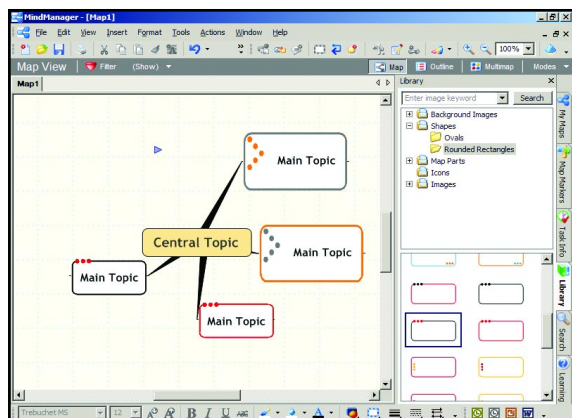 MindManager - [Map1]
File Edit View Insert Format Tools Actions Window Help
100%
Map View Filter (Show) Map Outline Multimap Modes
Map1
Library
Enter image keyword Search
Background Images
Shapes
Ovals
Rounded Rectangles
Map Parts
Icons
Images
Main Topic
Central Topic
Main Topic
Main Topic
Main Topic
My Maps
Map Markers
Task Info
Library
Search
Learning
Trebuchet MS 12 B I U ABC A